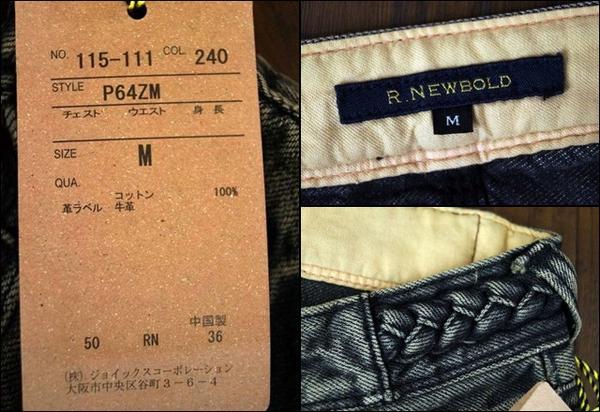 NO. 115-111 COL. 240
STYLE P64ZM
チェスト ウエスト 身長
SIZE M
QUA.
コットン 100%
革ラベル 牛革
中国製
50 RN 36
(株)ジョイックスコーポレーション
大阪市中央区谷町3-6-4
R.NEWBOLD
M